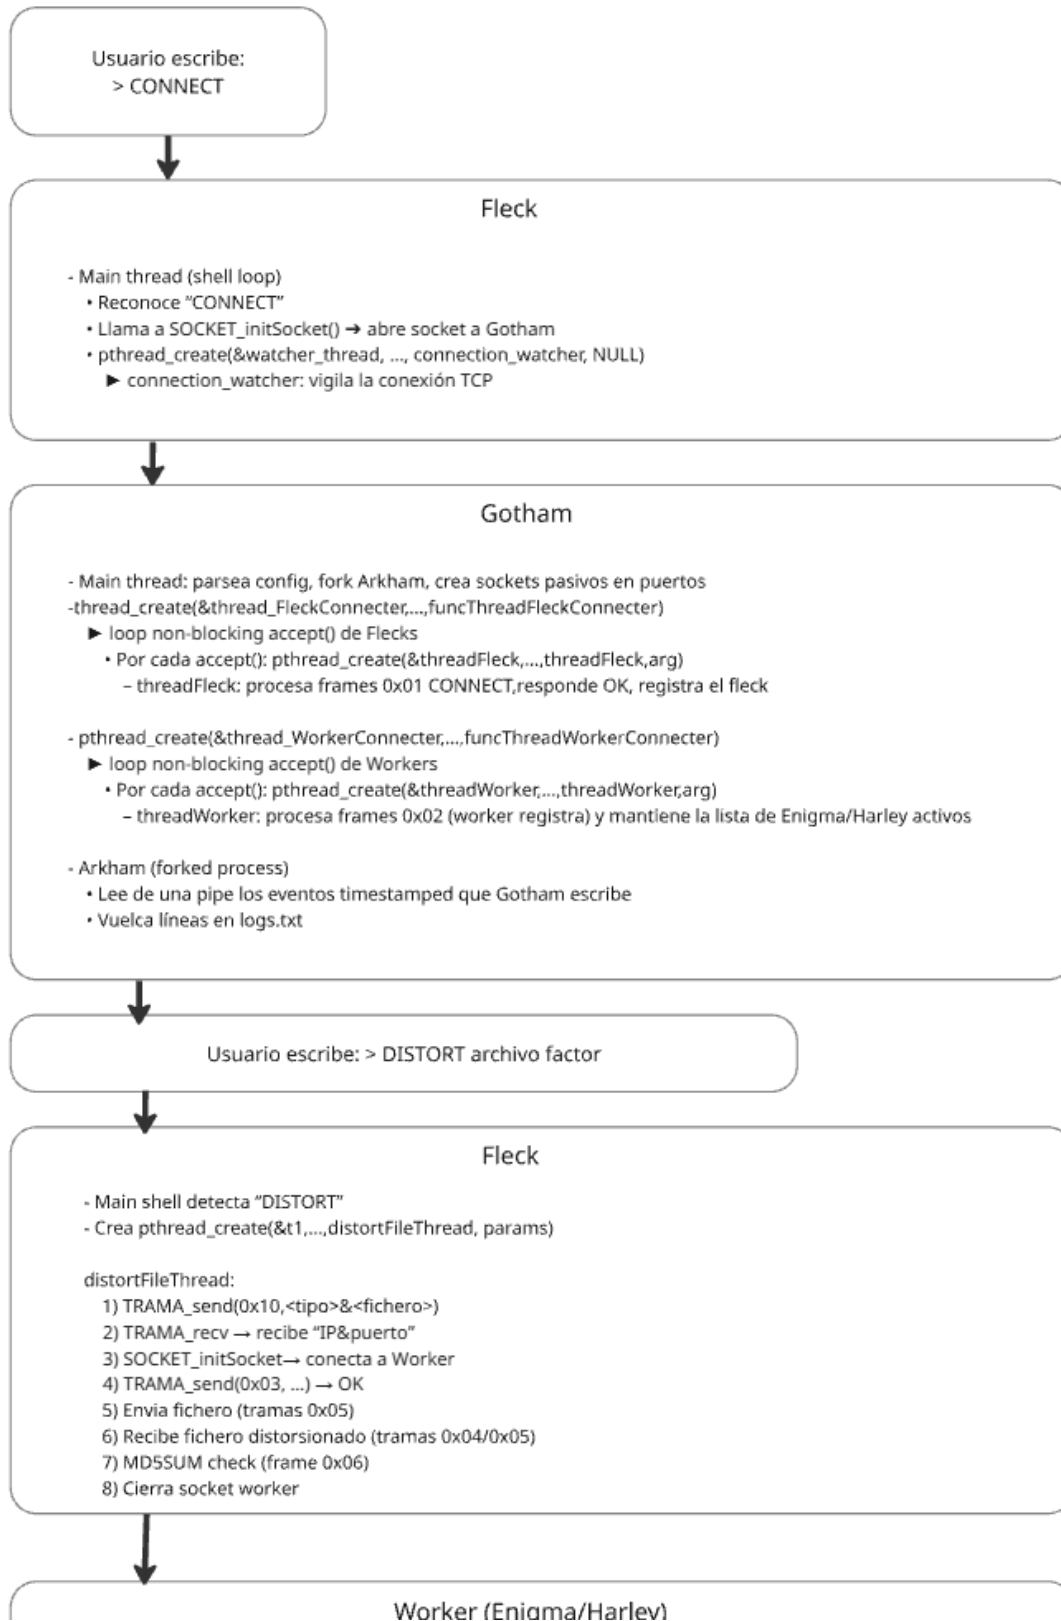 Usuario escribe:
> CONNECT
Fleck
- Main thread (shell loop)
• Reconoce “CONNECT”
• Llama a SOCKET_initSocket() ➔ abre socket a Gotham
• pthread_create(&watcher_thread, ..., connection_watcher, NULL)
► connection_watcher: vigila la conexión TCP
Gotham
- Main thread: parsea config, fork Arkham, crea sockets pasivos en puertos
-thread_create(&thread_FleckConnecter,...,funcThreadFleckConnecter)
► loop non-blocking accept() de Flecks
• Por cada accept(): pthread_create(&threadFleck,...,threadFleck,arg)
– threadFleck: procesa frames 0x01 CONNECT,responde OK, registra el fleck
- pthread_create(&thread_WorkerConnecter,...,funcThreadWorkerConnecter)
► loop non-blocking accept() de Workers
• Por cada accept(): pthread_create(&threadWorker,...,threadWorker,arg)
– threadWorker: procesa frames 0x02 (worker registra) y mantiene la lista de Enigma/Harley activos
- Arkham (forked process)
• Lee de una pipe los eventos timestamped que Gotham escribe
• Vuelca líneas en logs.txt
Usuario escribe: > DISTORT archivo factor
Fleck
- Main shell detecta “DISTORT”
- Crea pthread_create(&t1,...,distortFileThread, params)
distortFileThread:
1) TRAMA_send(0x10,<tipo>&<fichero>)
2) TRAMA_recv → recibe “IP&puerto”
3) SOCKET_initSocket→ conecta a Worker
4) TRAMA_send(0x03, ...) → OK
5) Envia fichero (tramas 0x05)
6) Recibe fichero distorsionado (tramas 0x04/0x05)
7) MD5SUM check (frame 0x06)
8) Cierra socket worker
Worker (Enigma/Harley)